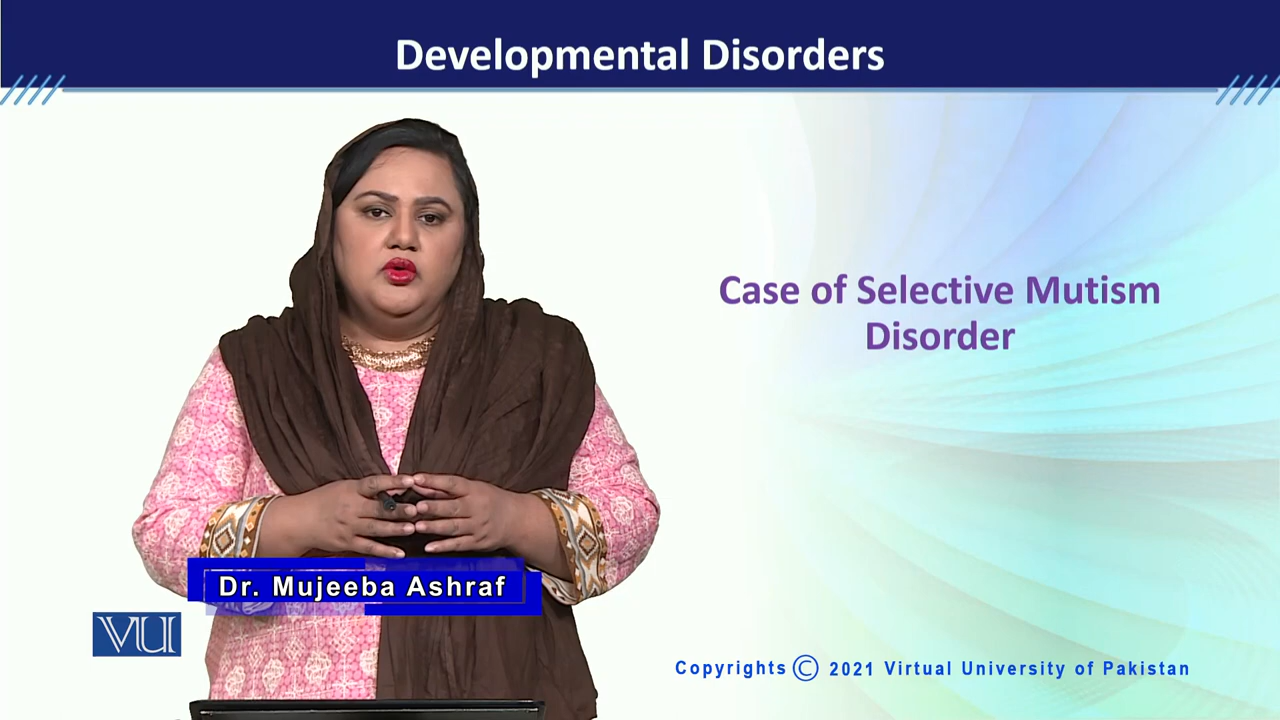 Developmental Disorders
Case of Selective Mutism
Disorder
Dr. Mujeeba Ashraf
VU
Copyrights © 2021 Virtual University of Pakistan